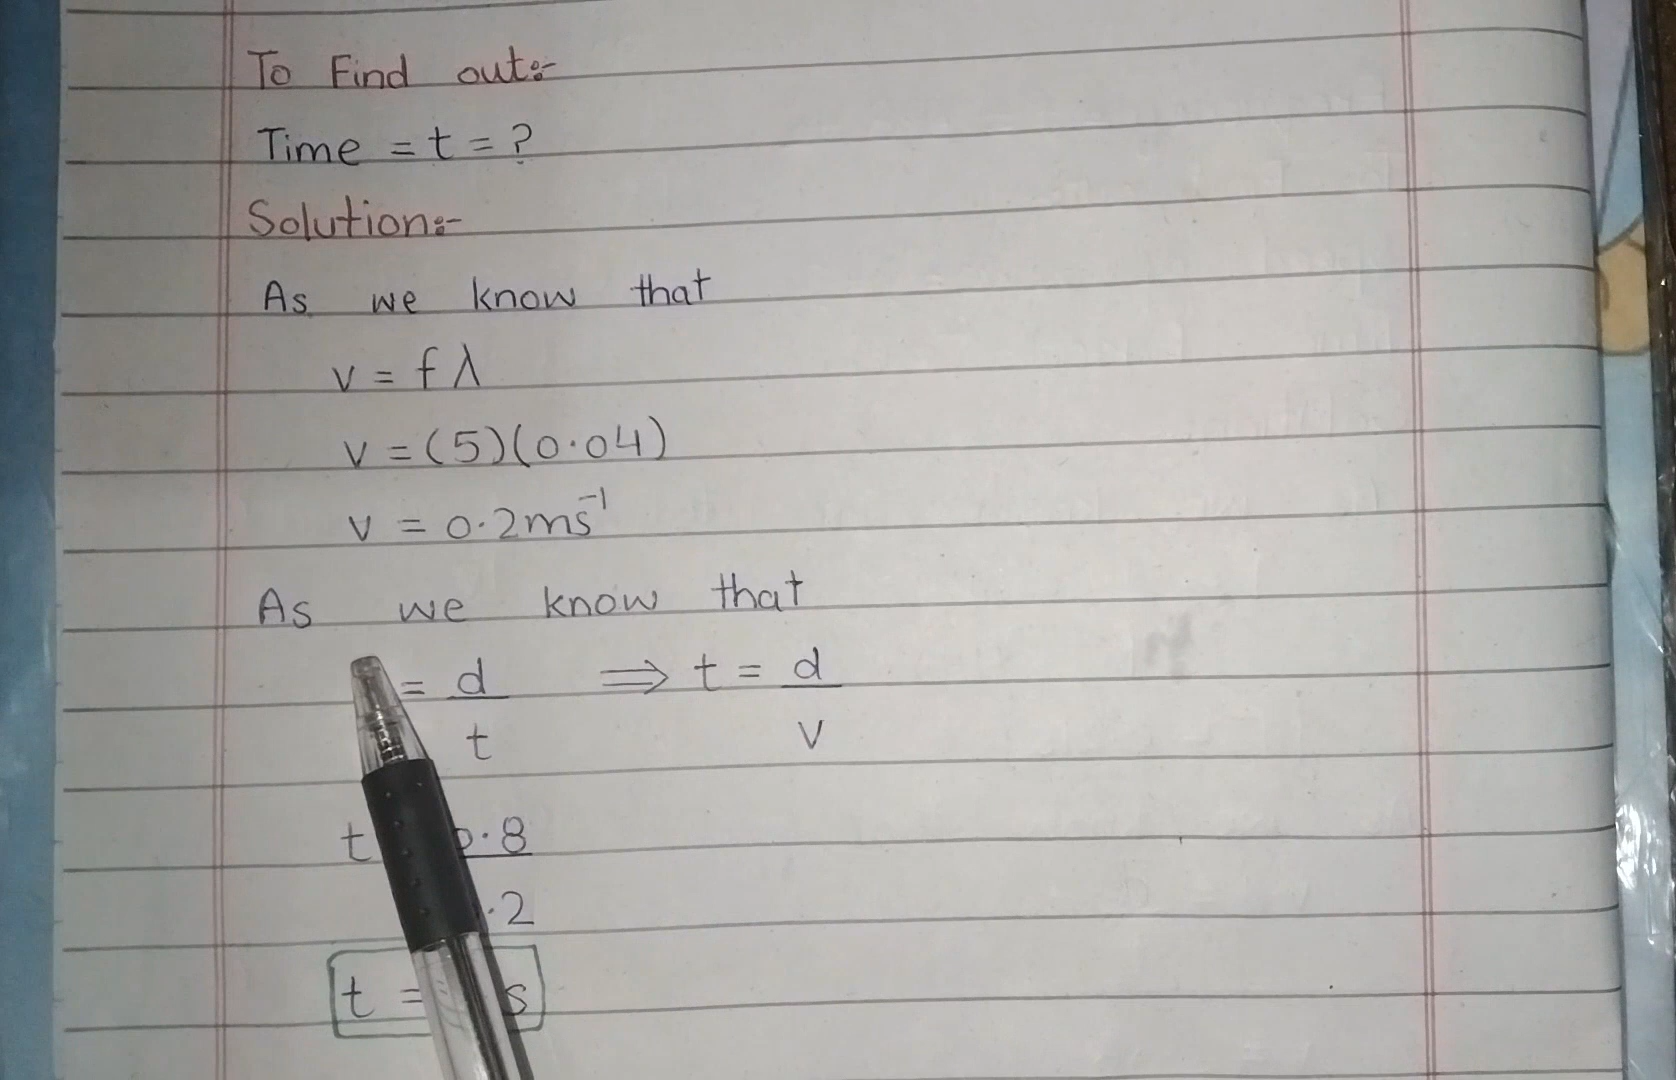 To Find out:-
Time = t = ?
Solution:-
As we know that
v = fλ
v = (5)(0.04)
v = 0.2ms⁻¹
As we know that
= d/t ⟹ t = d/v
t 0.8
.2
t = s